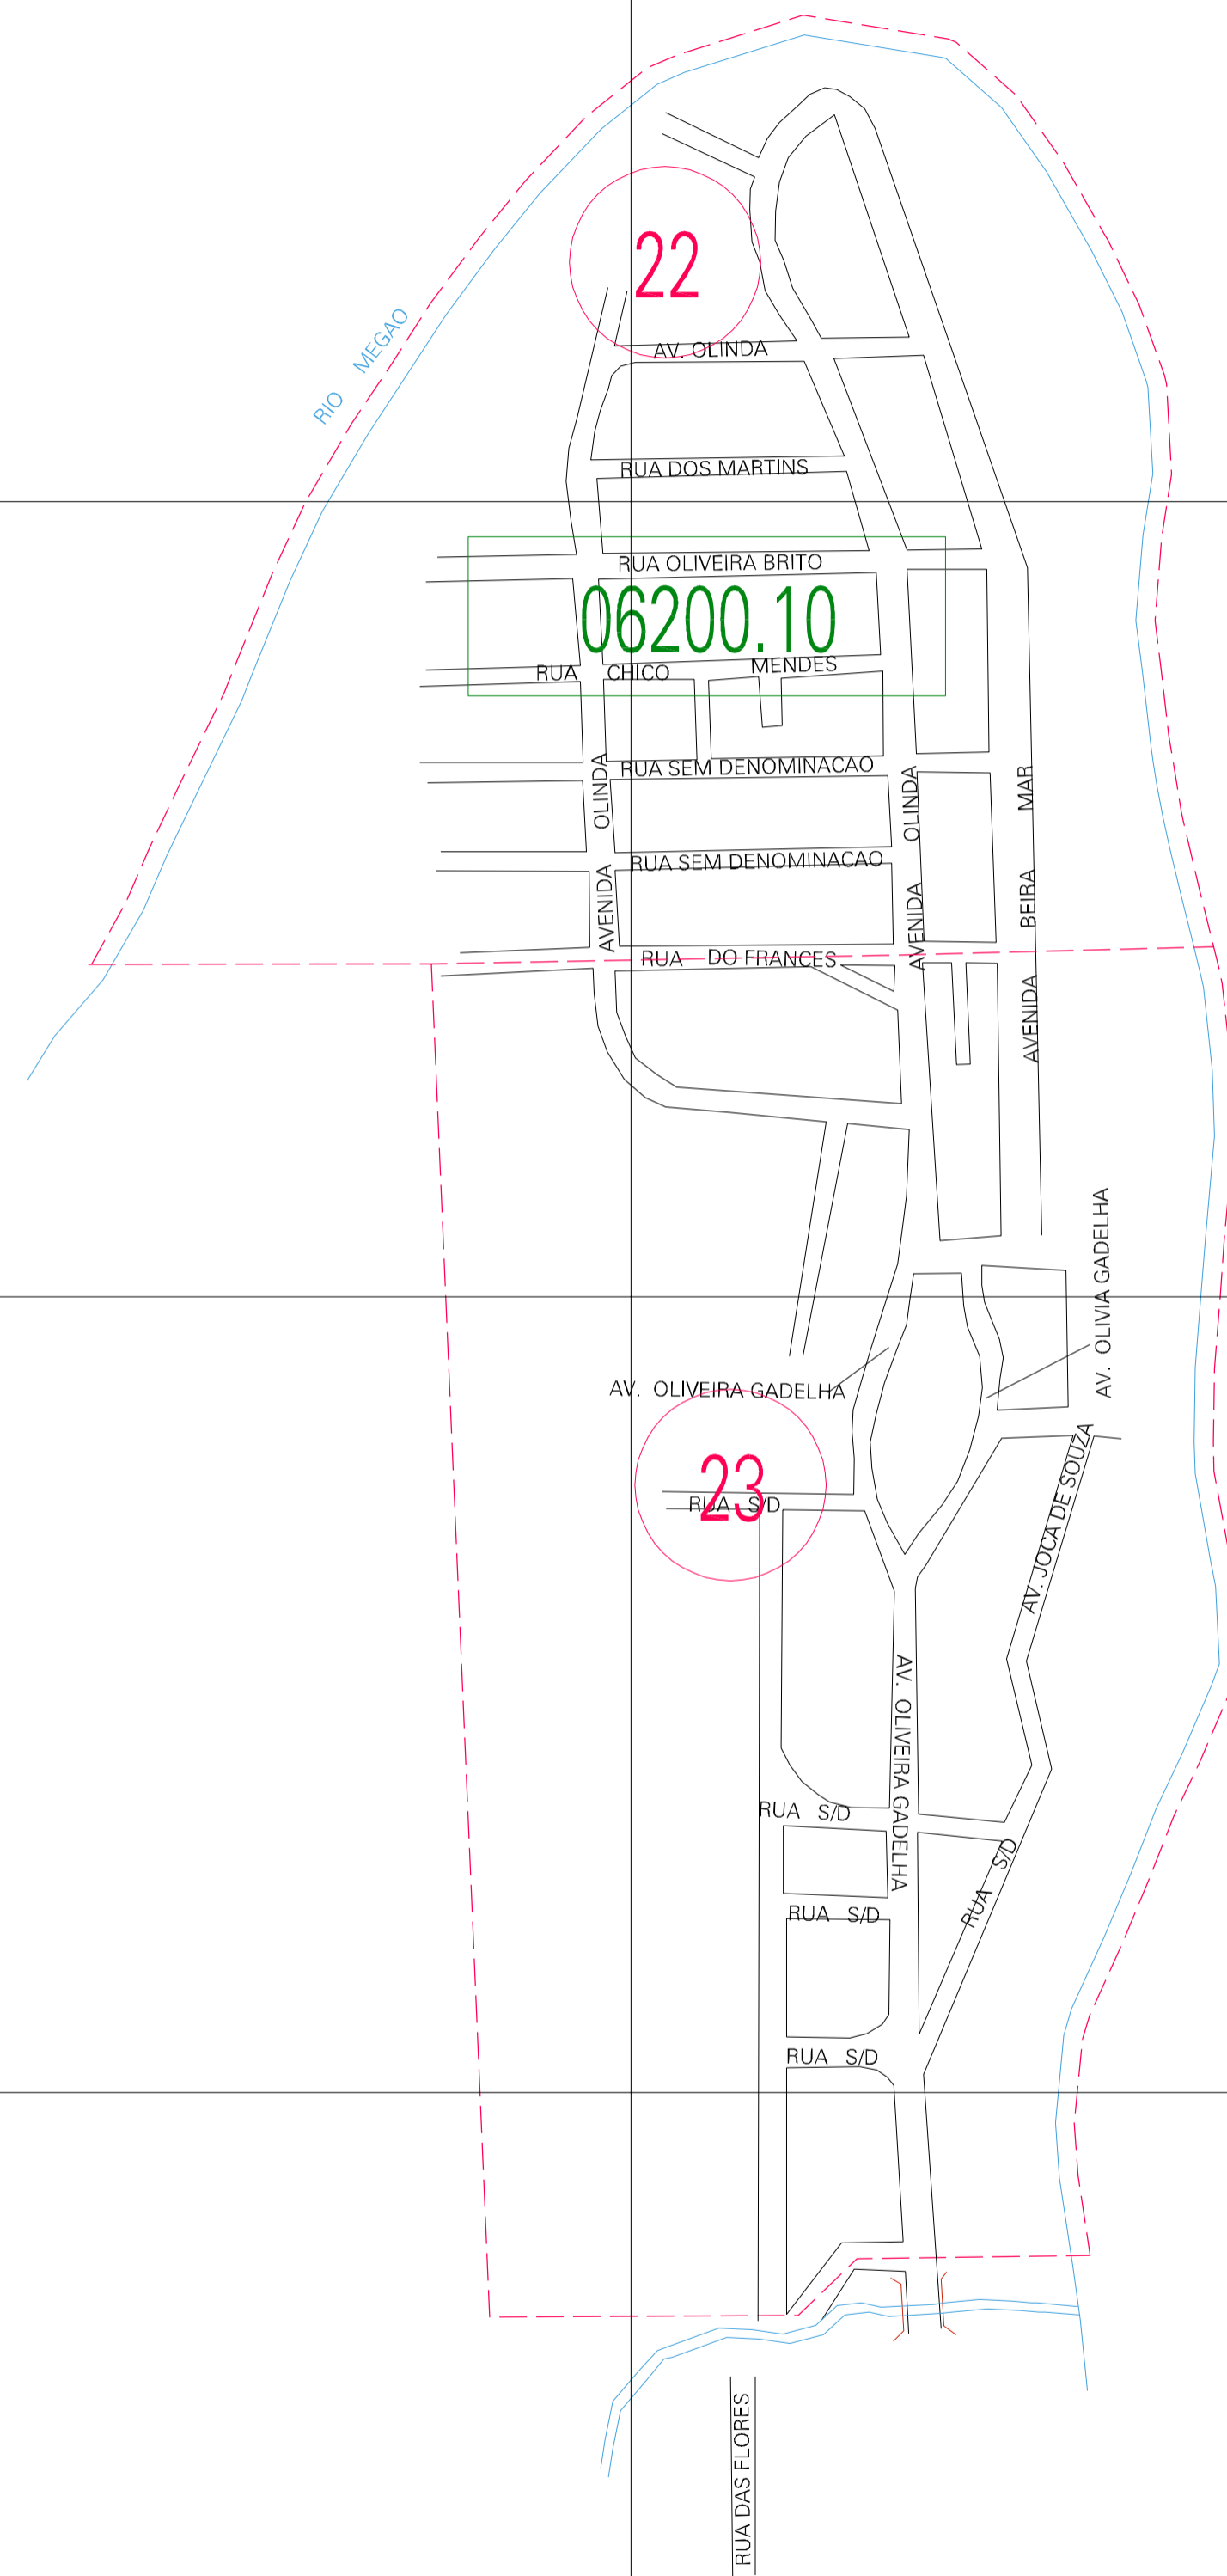 22
RIO MEGAO
AV. OLINDA
RUA DOS MARTINS
RUA OLIVEIRA BRITO
06200.10
RUA CHICO MENDES
RUA SEM DENOMINACAO
AVENIDA OLINDA
AVENIDA OLINDA
AVENIDA BEIRA MAR
RUA SEM DENOMINACAO
RUA DO FRANCES
AV. OLIVIA GADELHA
AV. OLIVEIRA GADELHA
23
RUA S/D
AV. JOCA DE SOUZA
AV. OLIVEIRA GADELHA
RUA S/D
RUA S/D
RUA S/D
RUA S/D
RUA DAS FLORES